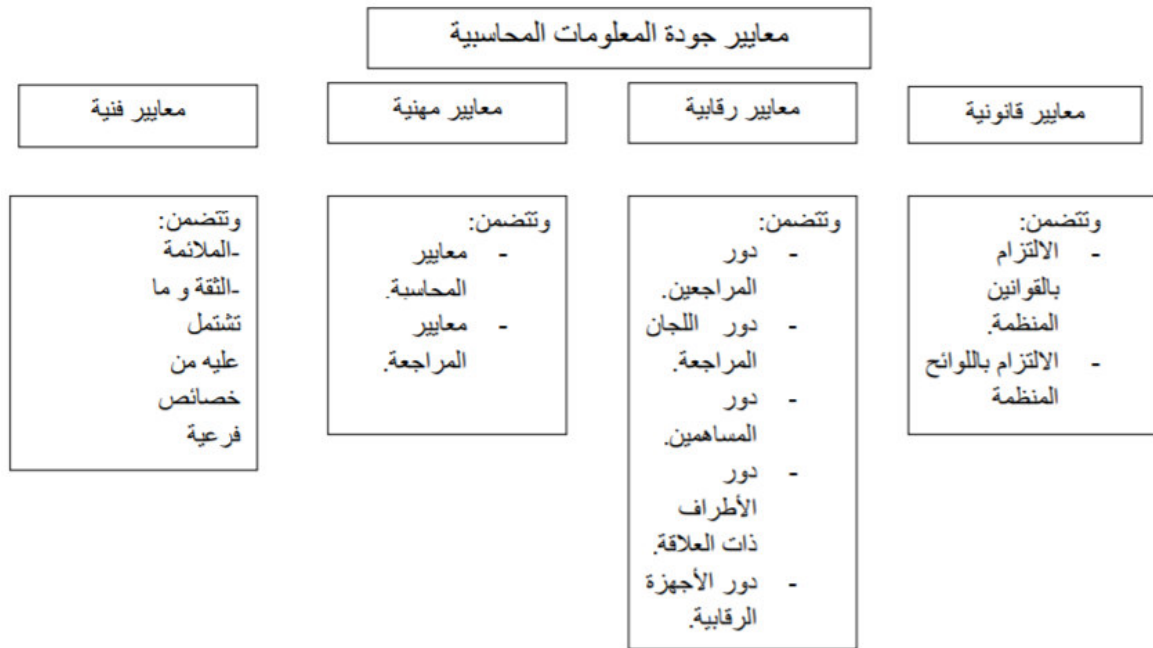 معايير جودة المعلومات المحاسبية
معايير قانونية
معايير رقابية
معايير مهنية
معايير فنية
وتتضمن:
- الالتزام
بالقوانين
المنظمة.
- الالتزام باللوائح
المنظمة
وتتضمن:
- دور
المراجعين.
- دور اللجان
المراجعة.
- دور
المساهمين.
- دور
الأطراف
ذات العلاقة.
- دور الأجهزة
الرقابية.
وتتضمن:
- معايير
المحاسبة.
- معايير
المراجعة.
وتتضمن:
-الملائمة
-الثقة و ما
تشتمل
عليه من
خصائص
فرعية